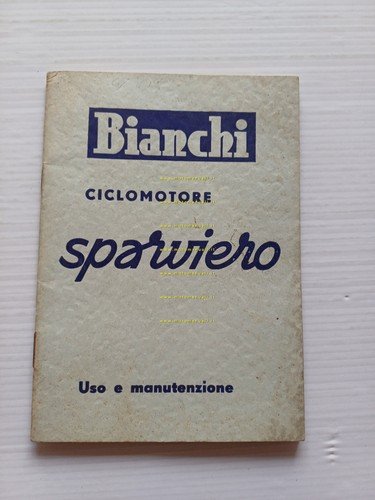 Bianchi
CICLOMOTORE
sparviero
Uso e manutenzione